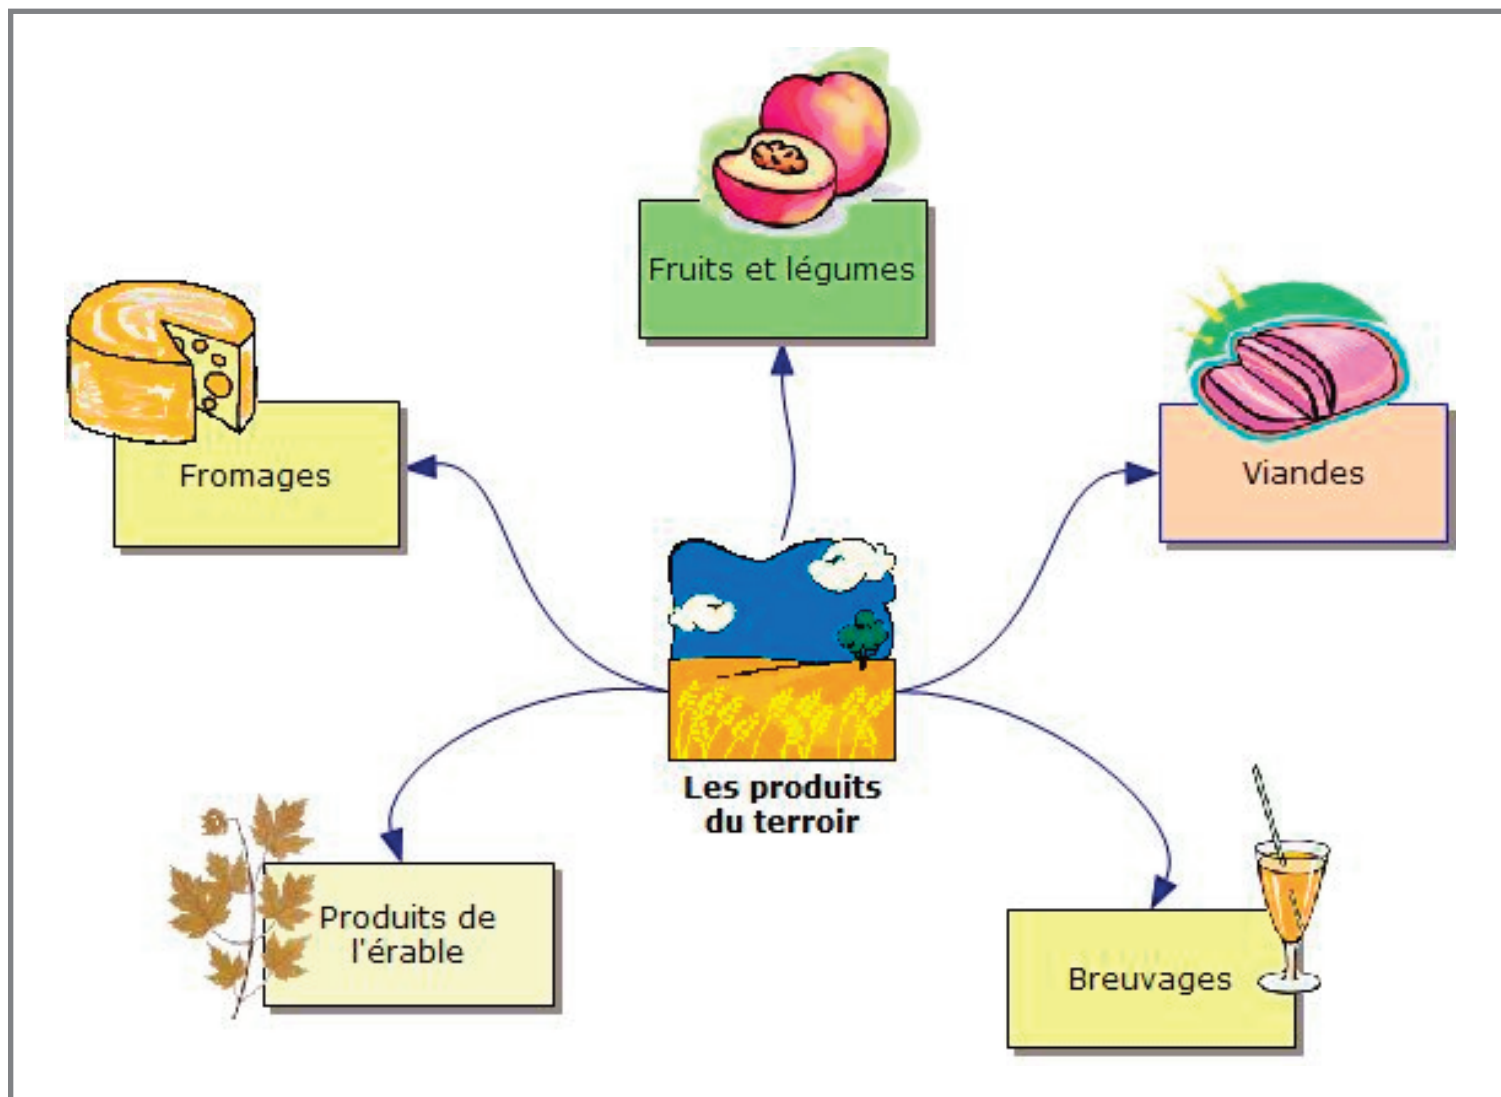 Fruits et légumes
Fromages
Viandes
Les produits
du terroir
Produits de
l'érable
Breuvages